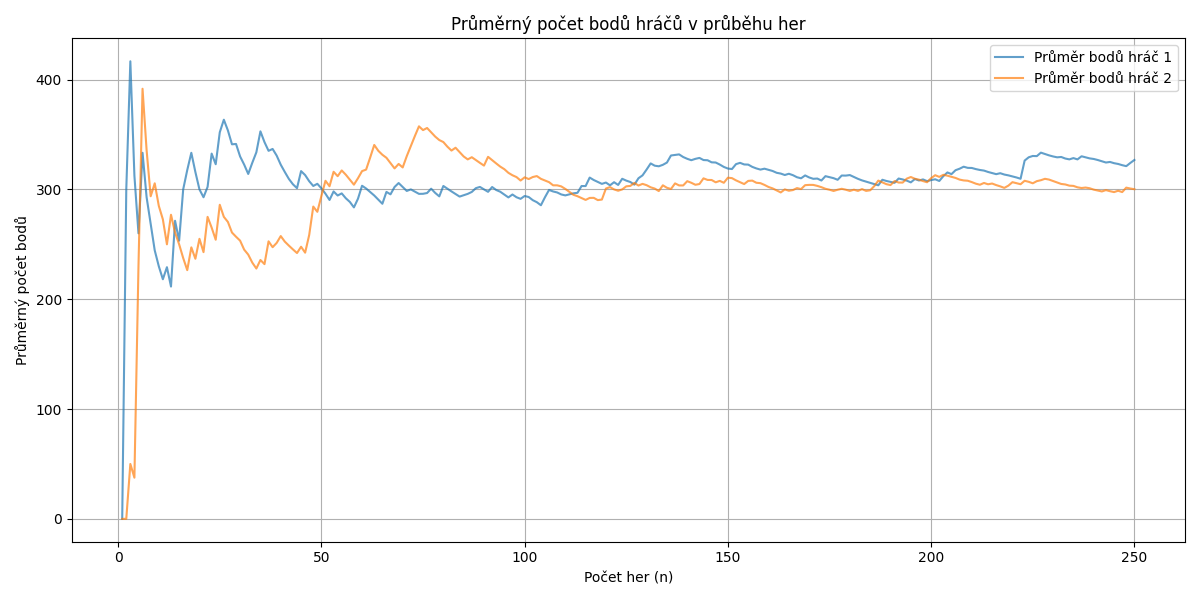 Průměrný počet bodů hráčů v průběhu her
Průměr bodů hráč 1
Průměr bodů hráč 2
Průměrný počet bodů
400
300
200
100
0
0 50 100 150 200 250
Počet her (n)